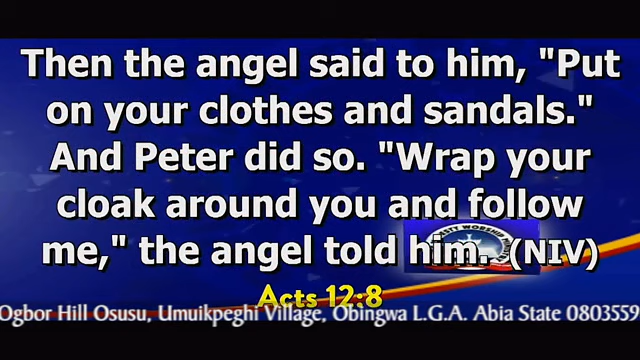 Then the angel said to him, "Put
on your clothes and sandals."
And Peter did so. "Wrap your
cloak around you and follow
me," the angel told him. (NIV)
Acts 12:8
Ogbor Hill Osusu, Umuikpeghi Village, Obingwa L.G.A. Abia State 0803559